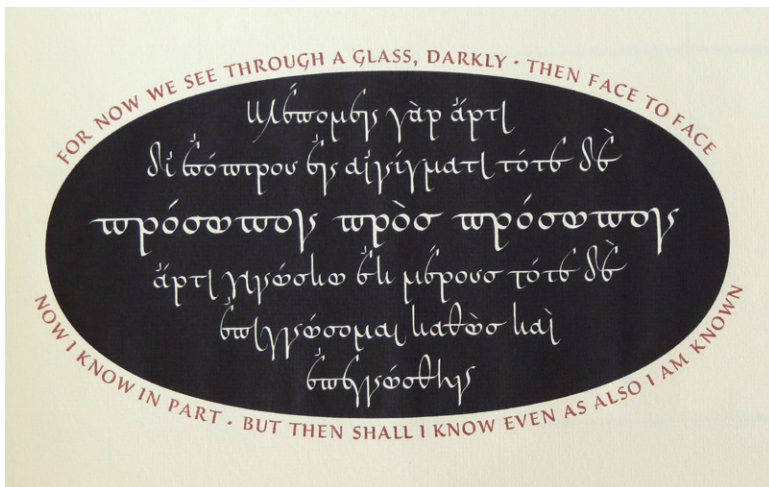 FOR NOW WE SEE THROUGH A GLASS, DARKLY · THEN FACE TO FACE
βλέπομεν γὰρ ἄρτι
δι' ἐσόπτρου ἐν αἰνίγματι τότε δὲ
πρόσωπον πρὸς πρόσωπον
ἄρτι γινώσκω ἐκ μέρους τότε δὲ
ἐπιγνώσομαι καθὼς καὶ
ἐπεγνώσθην
NOW I KNOW IN PART · BUT THEN SHALL I KNOW EVEN AS ALSO I AM KNOWN